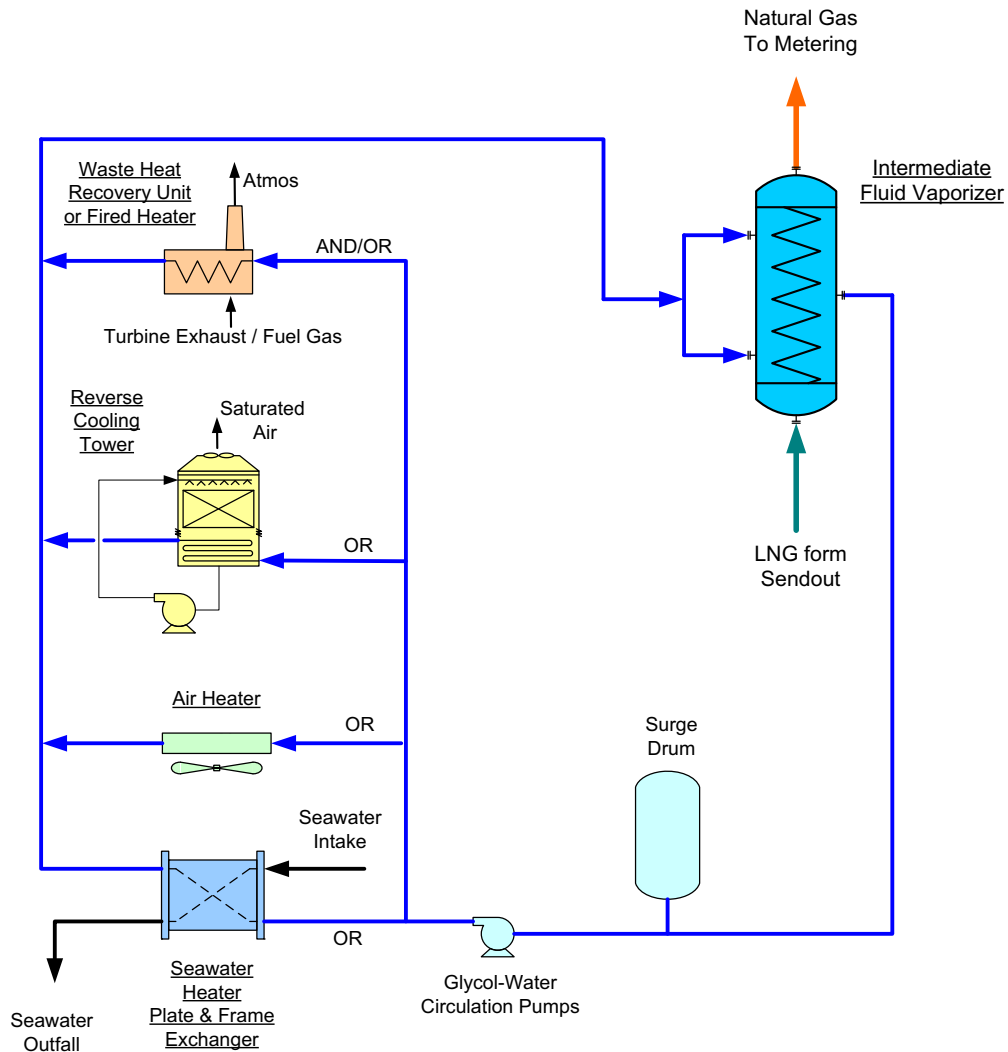 Natural Gas
To Metering
Intermediate
Fluid Vaporizer
Waste Heat
Recovery Unit
or Fired Heater
Atmos
AND/OR
Turbine Exhaust / Fuel Gas
Reverse
Cooling
Tower
Saturated
Air
OR
LNG form
Sendout
Air Heater
OR
Surge
Drum
Seawater
Intake
OR
Glycol-Water
Circulation Pumps
Seawater
Heater
Plate & Frame
Exchanger
Seawater
Outfall